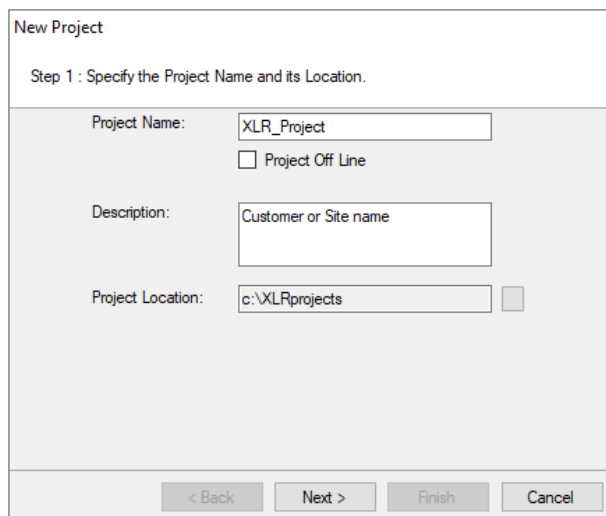 New Project
Step 1 : Specify the Project Name and its Location.
Project Name: XLR_Project
Project Off Line
Description: Customer or Site name
Project Location: c:\XLRprojects
< Back Next > Finish Cancel